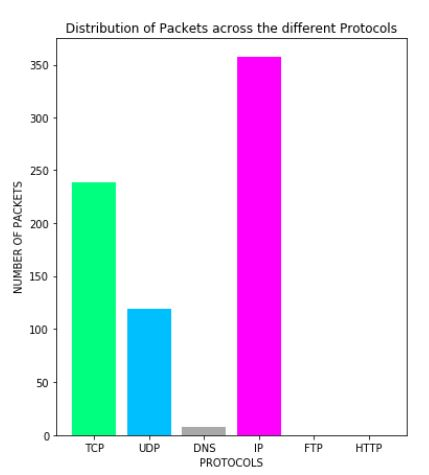 Distribution of Packets across the different Protocols
350
300
250
200
150
100
50
0
NUMBER OF PACKETS
TCP UDP DNS IP FTP HTTP
PROTOCOLS